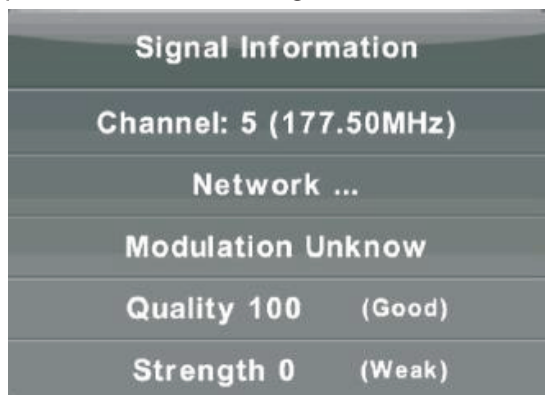 Signal Information
Channel: 5 (177.50MHz)
Network ...
Modulation Unknow
Quality 100 (Good)
Strength 0 (Weak)